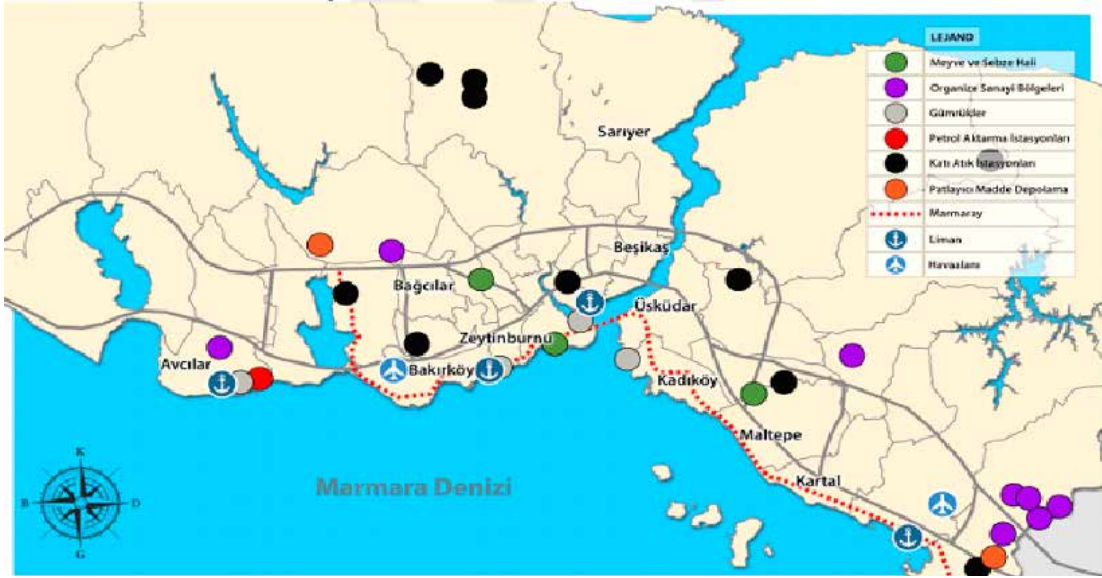 LEJAND
Meyve ve Sebze Hali
Organize Sanayi Bölgeleri
Gümrükler
Petrol Aktarma İstasyonları
Katı Atık İstasyonları
Patlayıcı Madde Depolama
Marmaray
Liman
Havaalanı
Sarıyer
Beşikaş
Bağcılar
Üsküdar
Zeytinburnu
Avcılar
Bakırköy
Kadıköy
Maltepe
Kartal
Marmara Denizi
K
B
D
G